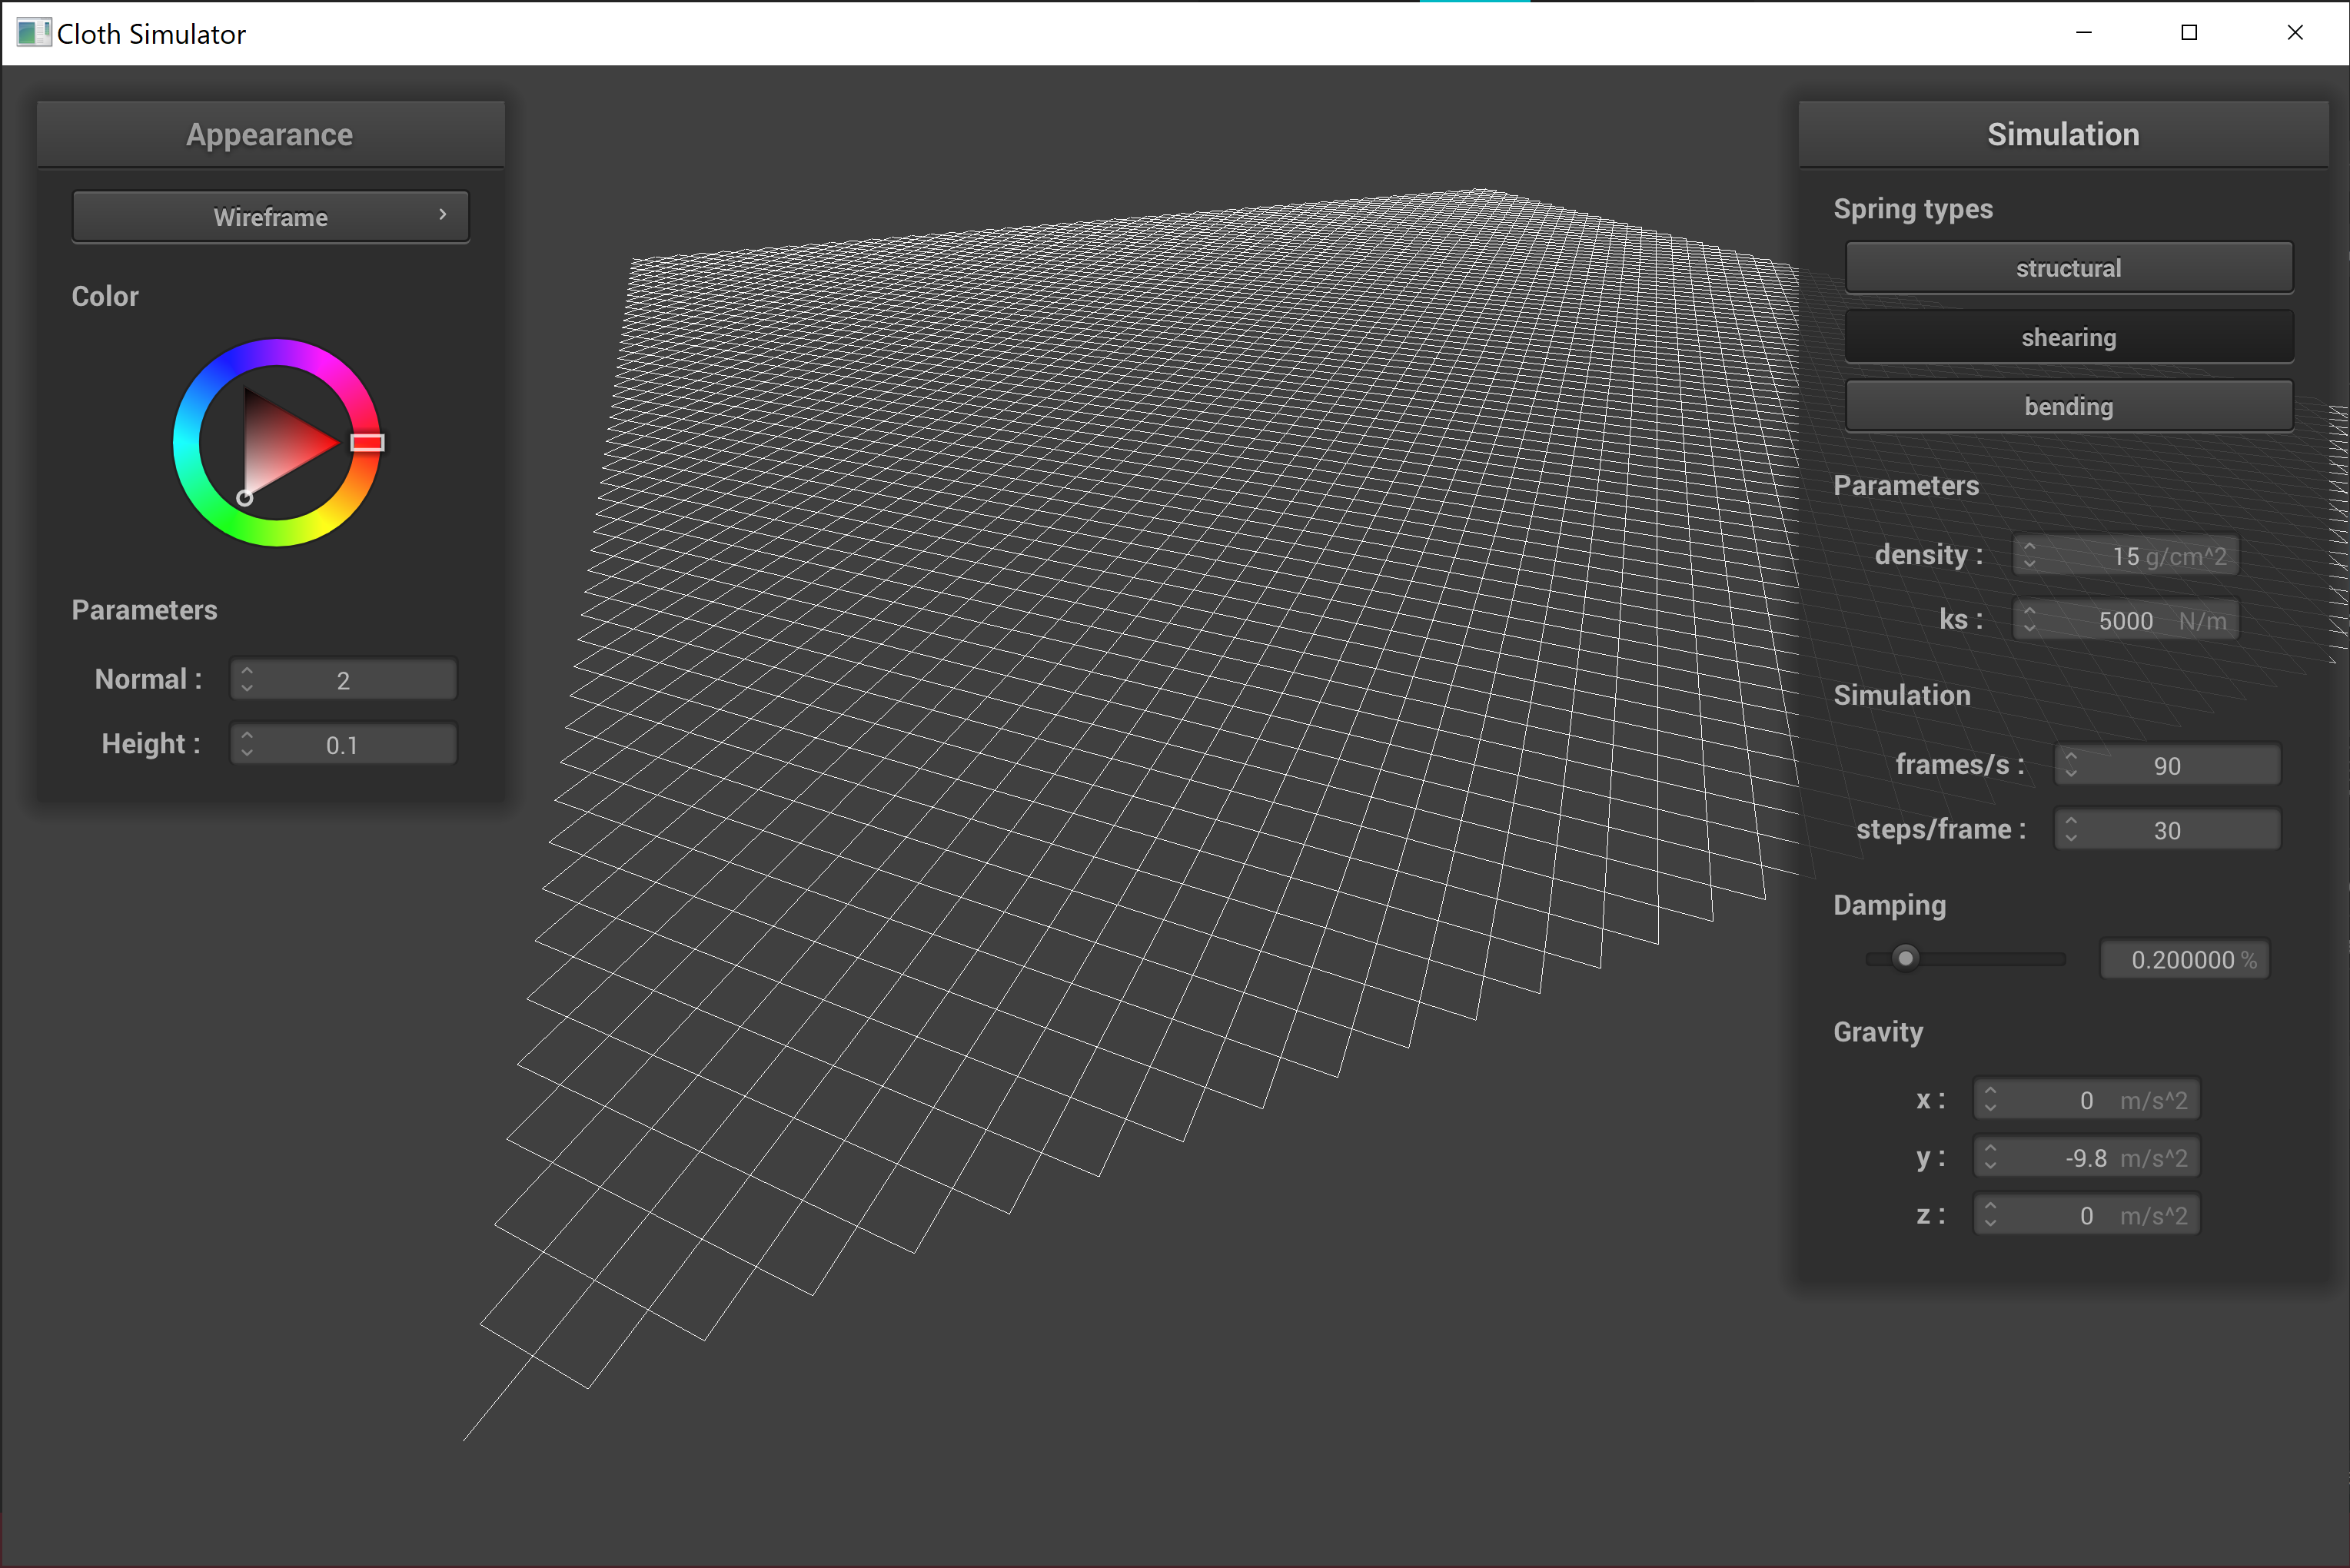 Cloth Simulator
Appearance
Wireframe
Color
Parameters
Normal : 2
Height : 0.1
Simulation
Spring types
structural
shearing
bending
Parameters
density : 15 g/cm^2
ks : 5000 N/m
Simulation
frames/s : 90
steps/frame : 30
Damping
0.200000 %
Gravity
x : 0 m/s^2
y : -9.8 m/s^2
z : 0 m/s^2